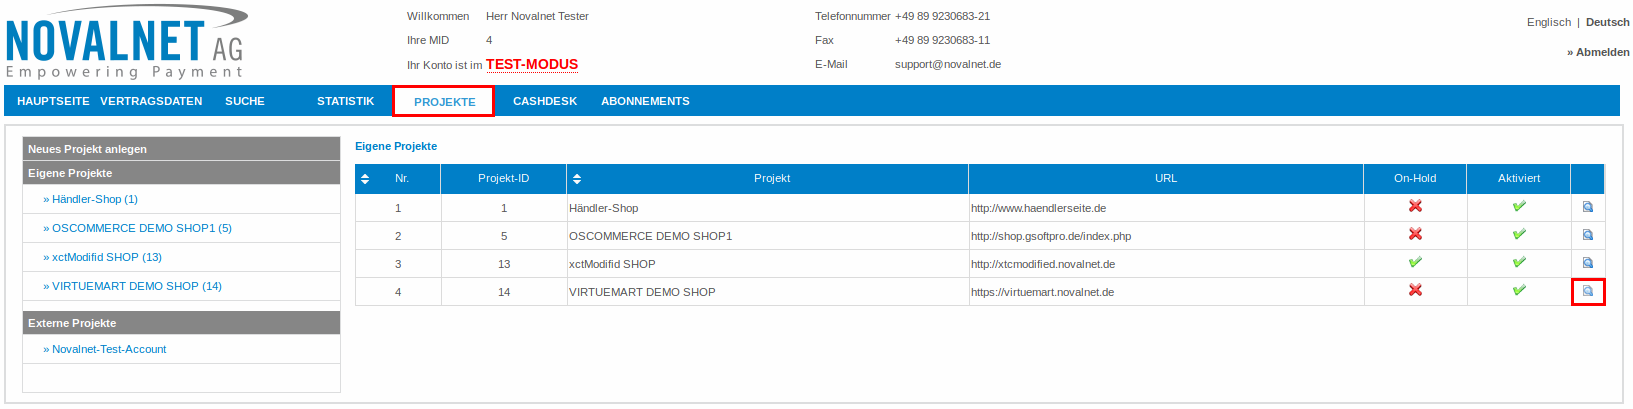 NOVALNET AG
Empowering Payment
Willkommen Herr Novalnet Tester
Ihre MID 4
Ihr Konto ist im TEST-MODUS
Telefonnummer +49 89 9230683-21
Fax +49 89 9230683-11
E-Mail support@novalnet.de
Englisch | Deutsch
» Abmelden
HAUPTSEITE VERTRAGSDATEN SUCHE STATISTIK PROJEKTE CASHDESK ABONNEMENTS
Neues Projekt anlegen
Eigene Projekte
» Händler-Shop (1)
» OSCOMMERCE DEMO SHOP1 (5)
» xctModifid SHOP (13)
» VIRTUEMART DEMO SHOP (14)
Externe Projekte
» Novalnet-Test-Account
Eigene Projekte
Nr. Projekt-ID Projekt URL On-Hold Aktiviert
1 1 Händler-Shop http://www.haendlerseite.de
2 5 OSCOMMERCE DEMO SHOP1 http://shop.gsoftpro.de/index.php
3 13 xctModifid SHOP http://xtcmodified.novalnet.de
4 14 VIRTUEMART DEMO SHOP https://virtuemart.novalnet.de